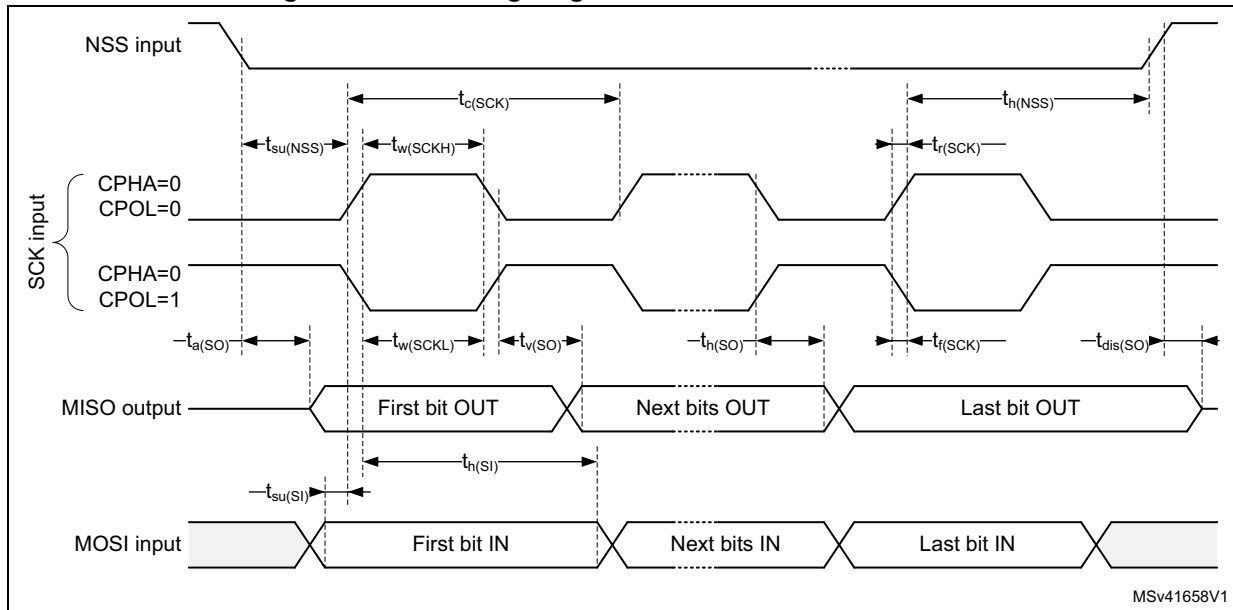 NSS input
tc(SCK)
th(NSS)
tsu(NSS)
tw(SCKH)
tr(SCK)
SCK input
CPHA=0
CPOL=0
CPHA=0
CPOL=1
ta(SO)
tw(SCKL)
tv(SO)
th(SO)
tf(SCK)
tdis(SO)
MISO output
First bit OUT
Next bits OUT
Last bit OUT
th(SI)
tsu(SI)
MOSI input
First bit IN
Next bits IN
Last bit IN
MSv41658V1